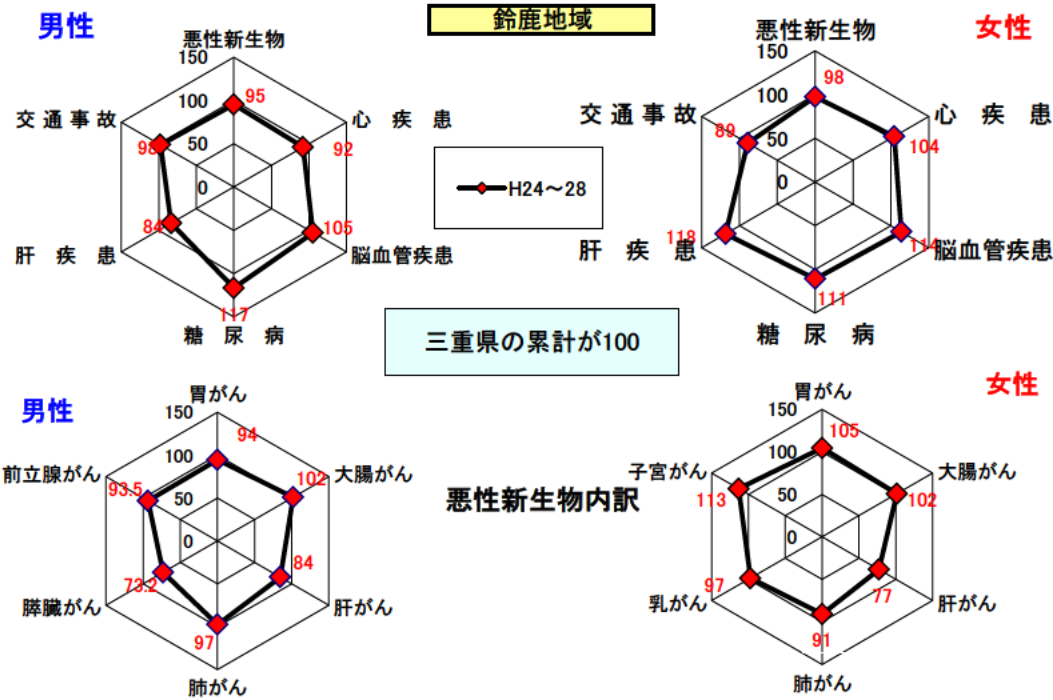 鈴鹿地域
男性
悪性新生物
150
100
50
0
交通事故
心疾患
95
92
98
105
84
117
肝疾患
脳血管疾患
糖尿病
H24～28
女性
悪性新生物
150
100
50
0
交通事故
心疾患
98
104
89
114
118
111
肝疾患
脳血管疾患
糖尿病
三重県の累計が100
男性
胃がん
150
100
50
0
前立腺がん
大腸がん
94
102
93.5
84
73.2
97
膵臓がん
肝がん
肺がん
悪性新生物内訳
女性
胃がん
150
100
50
0
子宮がん
大腸がん
105
102
113
77
97
91
乳がん
肝がん
肺がん